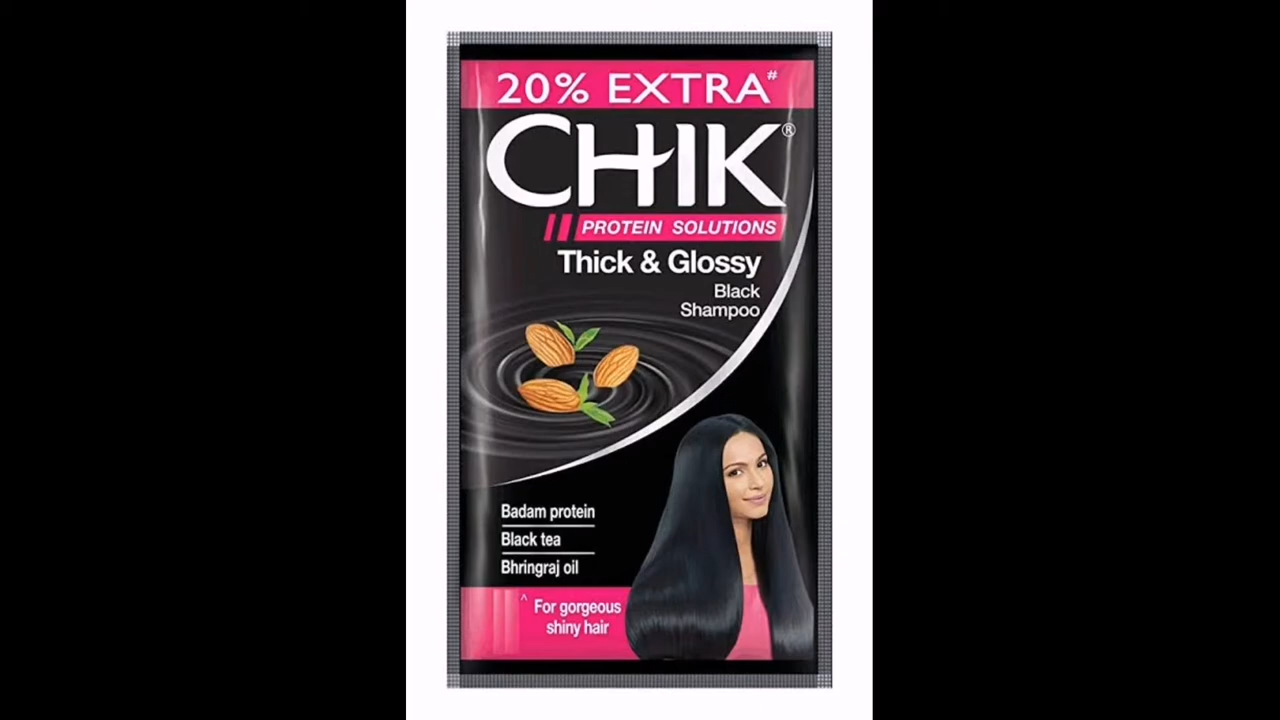 20% EXTRA#
CHIK®
PROTEIN SOLUTIONS
Thick & Glossy
Black
Shampoo
Badam protein
Black tea
Bhringraj oil
^ For gorgeous
shiny hair